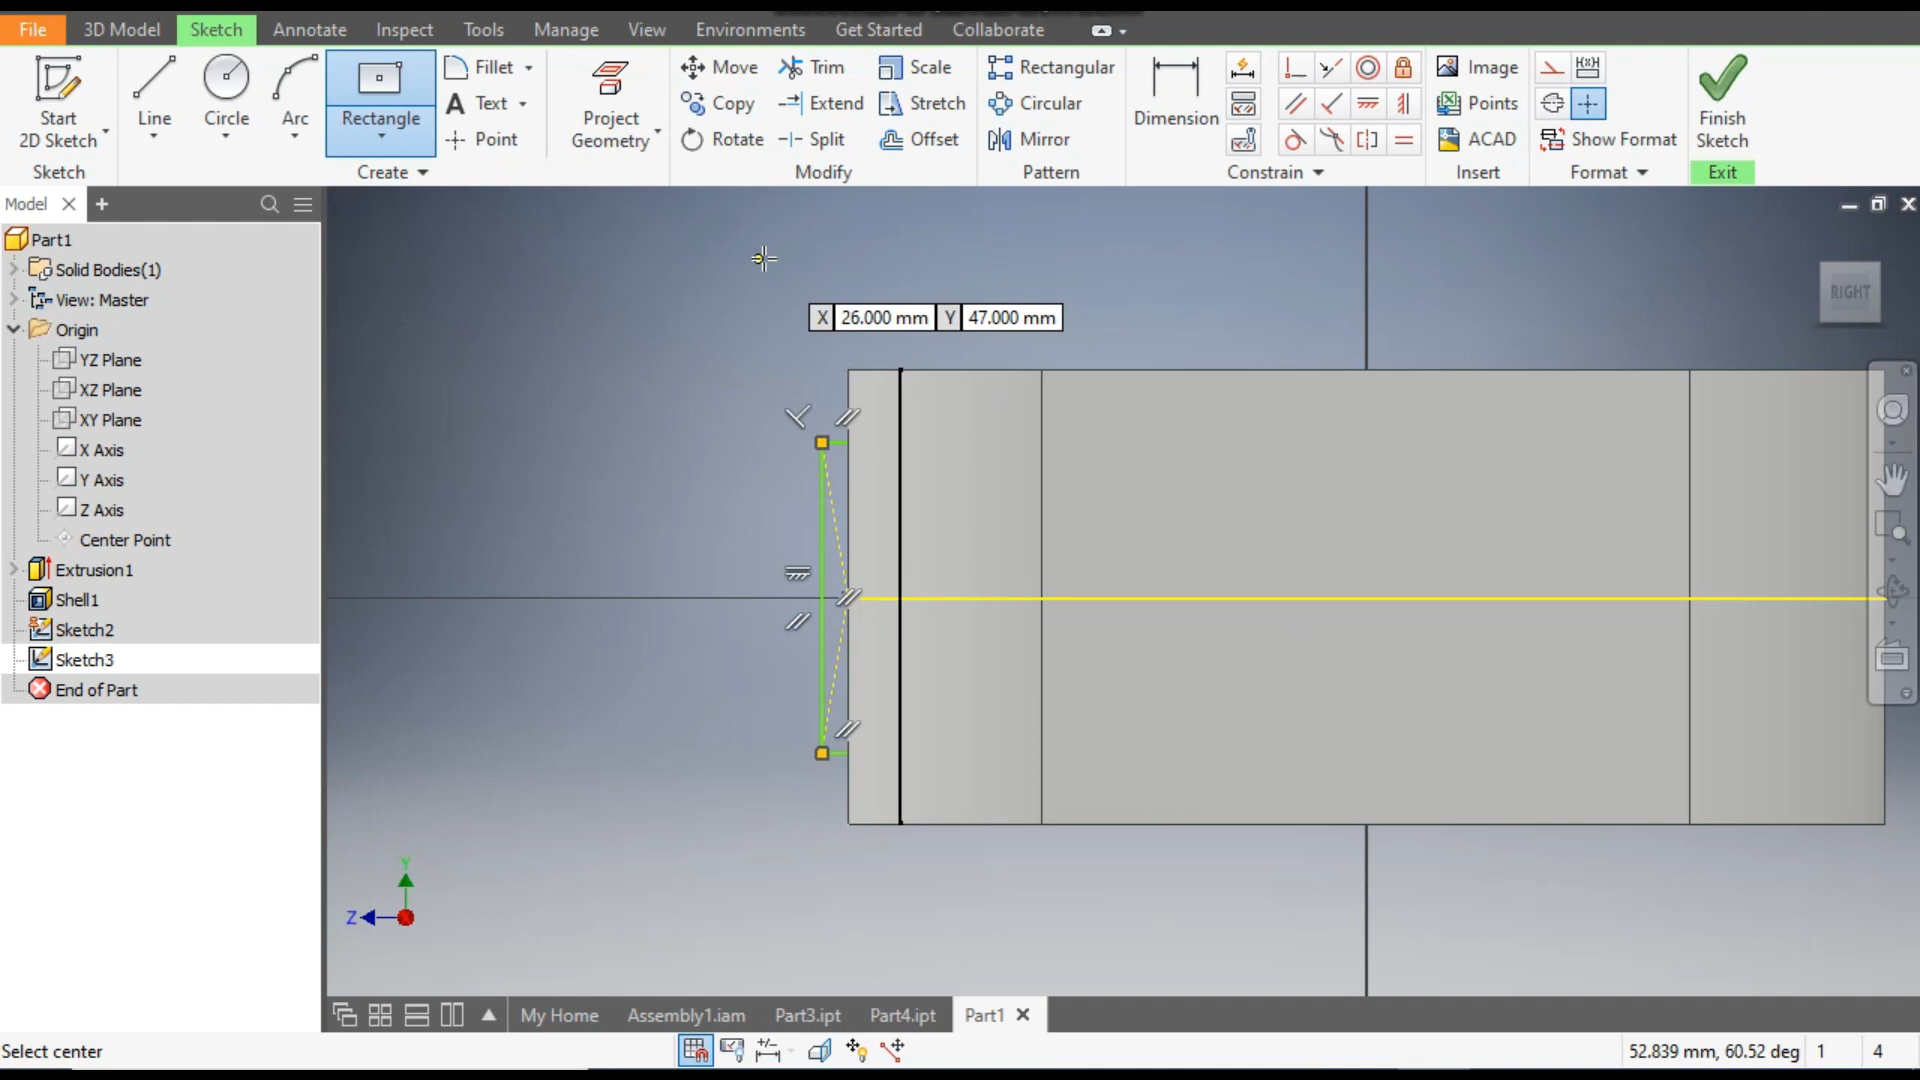 File 3D Model Sketch Annotate Inspect Tools Manage View Environments Get Started Collaborate
Start
2D Sketch
Line
Circle
Arc
Rectangle
Fillet
Text
Point
Project
Geometry
Move
Copy
Rotate
Trim
Extend
Split
Scale
Stretch
Offset
Rectangular
Circular
Mirror
Dimension
Image
Points
ACAD
Show Format
Finish
Sketch
Sketch Create Modify Pattern Constrain Insert Format Exit
Model
Part1
Solid Bodies(1)
View: Master
Origin
YZ Plane
XZ Plane
XY Plane
X Axis
Y Axis
Z Axis
Center Point
Extrusion1
Shell1
Sketch2
Sketch3
End of Part
X 26.000 mm Y 47.000 mm
RIGHT
Y
Z
My Home Assembly1.iam Part3.ipt Part4.ipt Part1
Select center
52.839 mm, 60.52 deg 1 4